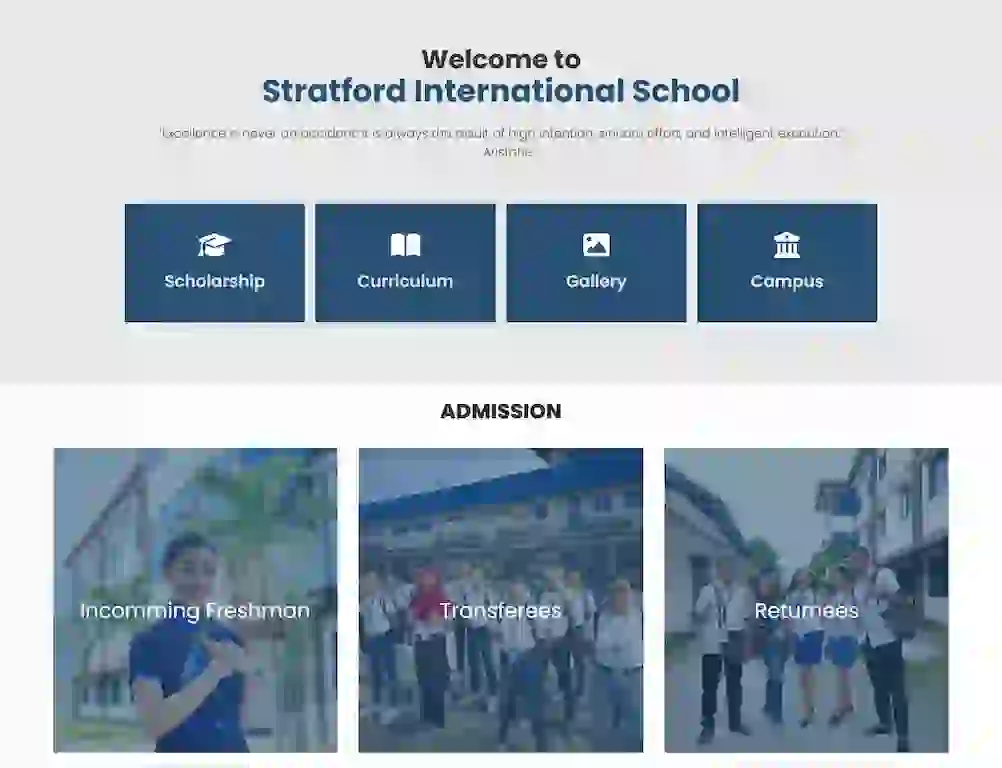 Welcome to
Stratford International School
"Excellence is never an accident. It is always the result of high intention, sincere effort, and intelligent execution."
Aristotle
Scholarship
Curriculum
Gallery
Campus
ADMISSION
Incomming Freshman
Transferees
Returnees